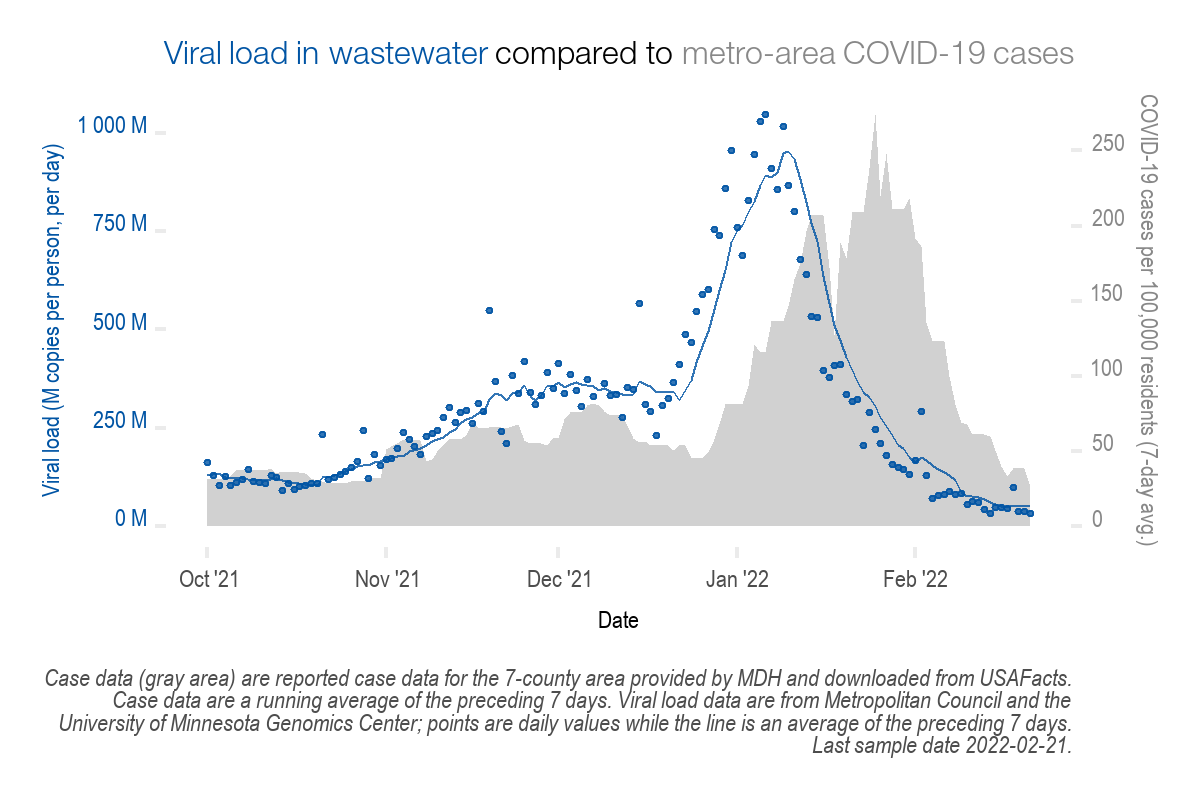 Viral load in wastewater compared to metro-area COVID-19 cases
Viral load (M copies per person, per day)
1 000 M
750 M
500 M
250 M
0 M
250
200
150
100
50
0
COVID-19 cases per 100,000 residents (7-day avg.)
Oct '21 Nov '21 Dec '21 Jan '22 Feb '22
Date
Case data (gray area) are reported case data for the 7-county area provided by MDH and downloaded from USAFacts.
Case data are a running average of the preceding 7 days. Viral load data are from Metropolitan Council and the
University of Minnesota Genomics Center; points are daily values while the line is an average of the preceding 7 days.
Last sample date 2022-02-21.